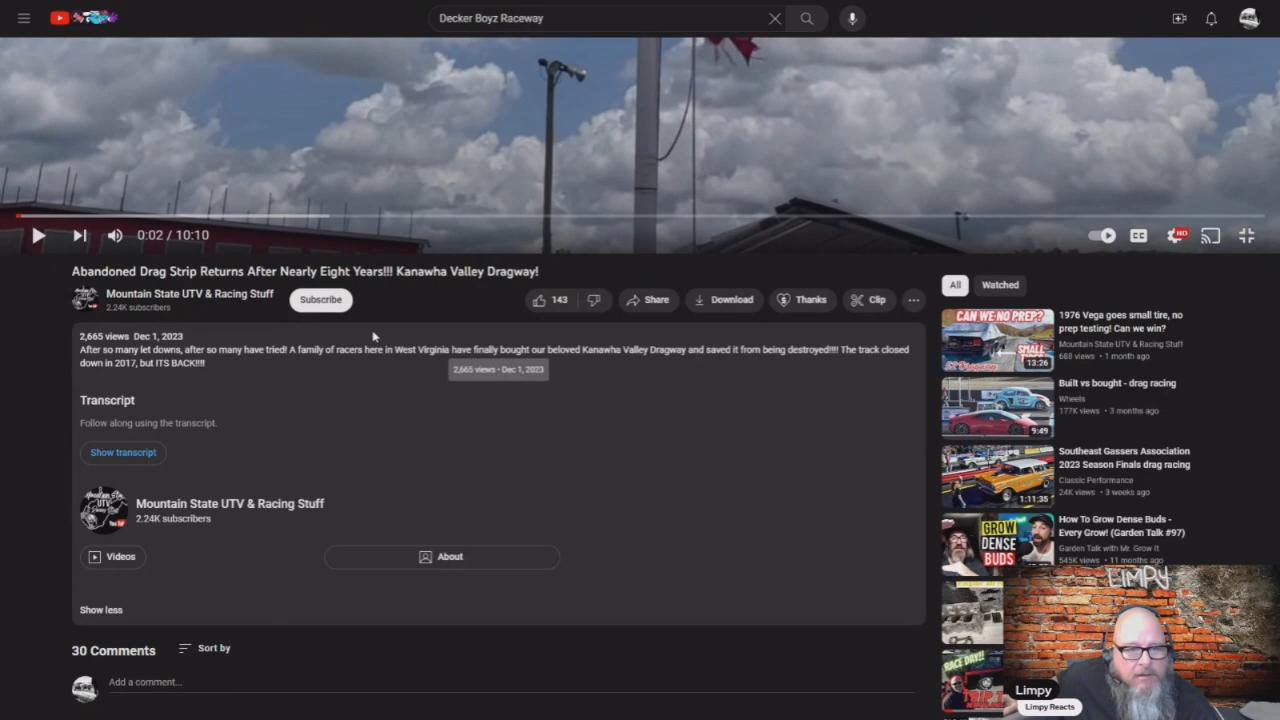 Decker Boyz Raceway
0:02 / 10:10
CC
HD
Abandoned Drag Strip Returns After Nearly Eight Years!!! Kanawha Valley Dragway!
Mountain State UTV & Racing Stuff
2.24K subscribers
Subscribe
143
Share
Download
Thanks
Clip
2,665 views Dec 1, 2023
After so many let downs, after so many have tried! A family of racers here in West Virginia have finally bought our beloved Kanawha Valley Dragway and saved it from being destroyed!!!! The track closed
down in 2017, but ITS BACK!!!!
2,665 views • Dec 1, 2023
Transcript
Follow along using the transcript.
Show transcript
Mountain State UTV & Racing Stuff
2.24K subscribers
Videos
About
Show less
30 Comments
Sort by
Add a comment...
All
Watched
CAN WE NO PREP?
SMALL
13:26
1976 Vega goes small tire, no
prep testing! Can we win?
Mountain State UTV & Racing Stuff
688 views • 1 month ago
9:49
Built vs bought - drag racing
Wheels
177K views • 3 months ago
1:11:35
Southeast Gassers Association
2023 Season Finals drag racing
Classic Performance
24K views • 3 weeks ago
GROW
DENSE
BUDS
How To Grow Dense Buds -
Every Grow! (Garden Talk #97)
Garden Talk with Mr. Grow It
545K views • 11 months ago
RACE DAY!!
LIMPY
Limpy
Limpy Reacts